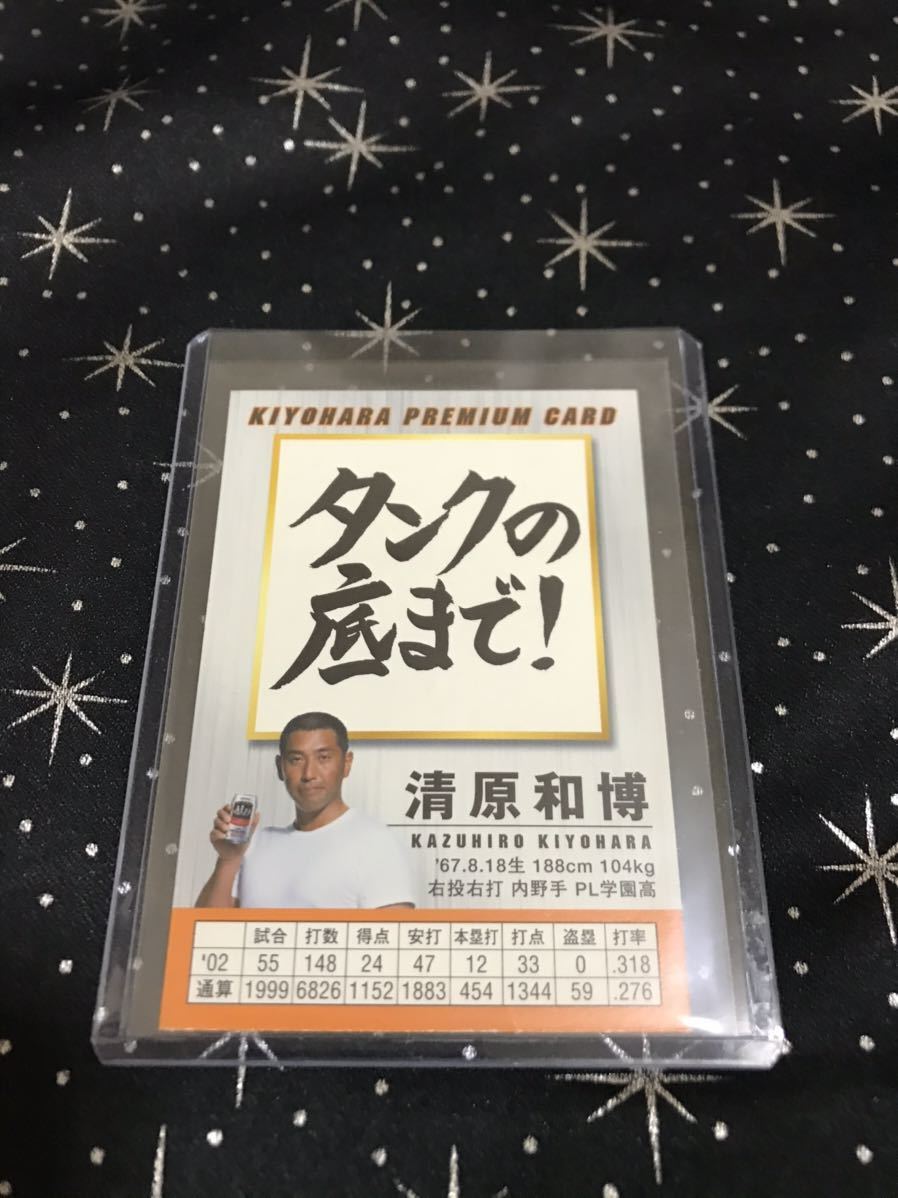 KIYOHARA PREMIUM CARD
タンクの
底まで!
清原和博
KAZUHIRO KIYOHARA
'67.8.18生 188cm 104kg
右投右打 内野手 PL学園高
試合 打数 得点 安打 本塁打 打点 盗塁 打率
'02 55 148 24 47 12 33 0 .318
通算 1999 6826 1152 1883 454 1344 59 .276